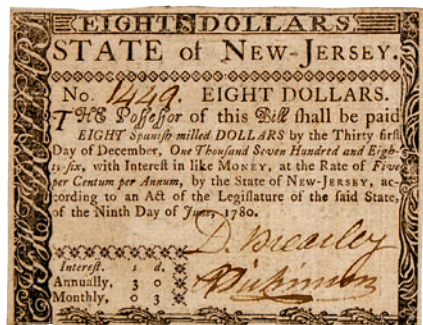 EIGHT DOLLARS
STATE of NEW-JERSEY.
No. 1449. EIGHT DOLLARS.
THE Possessor of this Bill shall be paid
EIGHT Spanish milled DOLLARS by the Thirty first
Day of December, One Thousand Seven Hundred and Eigh-
ty-six, with Interest in like MONEY, at the Rate of Five
per Centum per Annum, by the State of NEW-JERSEY, ac-
cording to an Act of the Legislature of the said State,
of the Ninth Day of June, 1780.
D. Brearley
Interest. s d.
Annually, 3 0
Monthly, 0 3
Dickinson